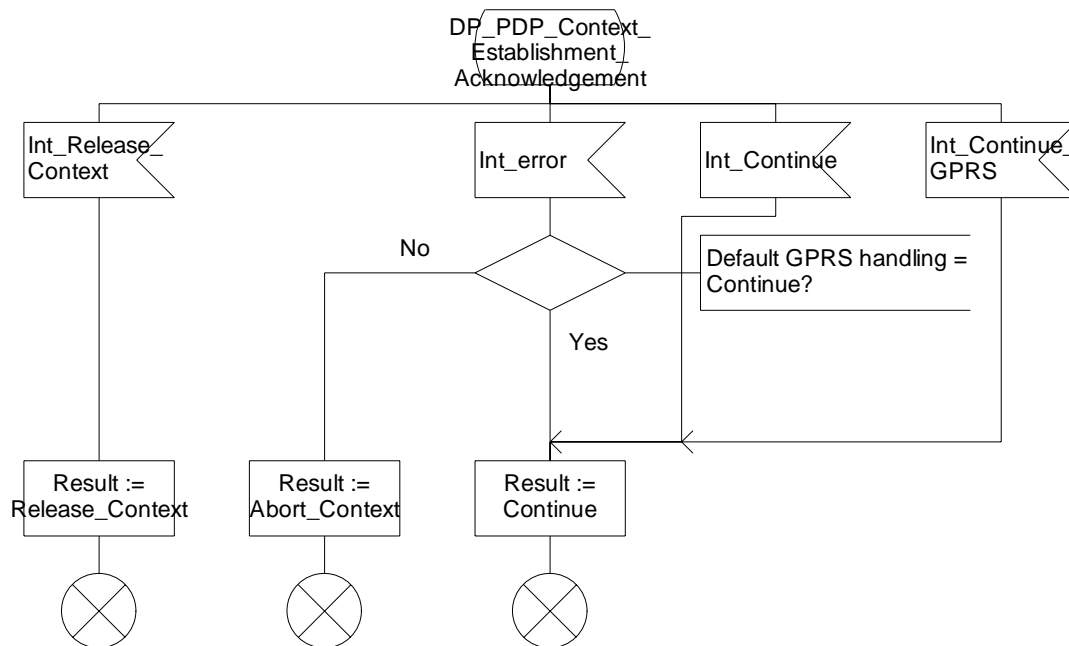 DP_PDP_Context_
Establishment_
Acknowledgement
Int_Release_
Context
Int_error
Int_Continue
Int_Continue_
GPRS
No
Default GPRS handling =
Continue?
Yes
Result :=
Release_Context
Result :=
Abort_Context
Result :=
Continue